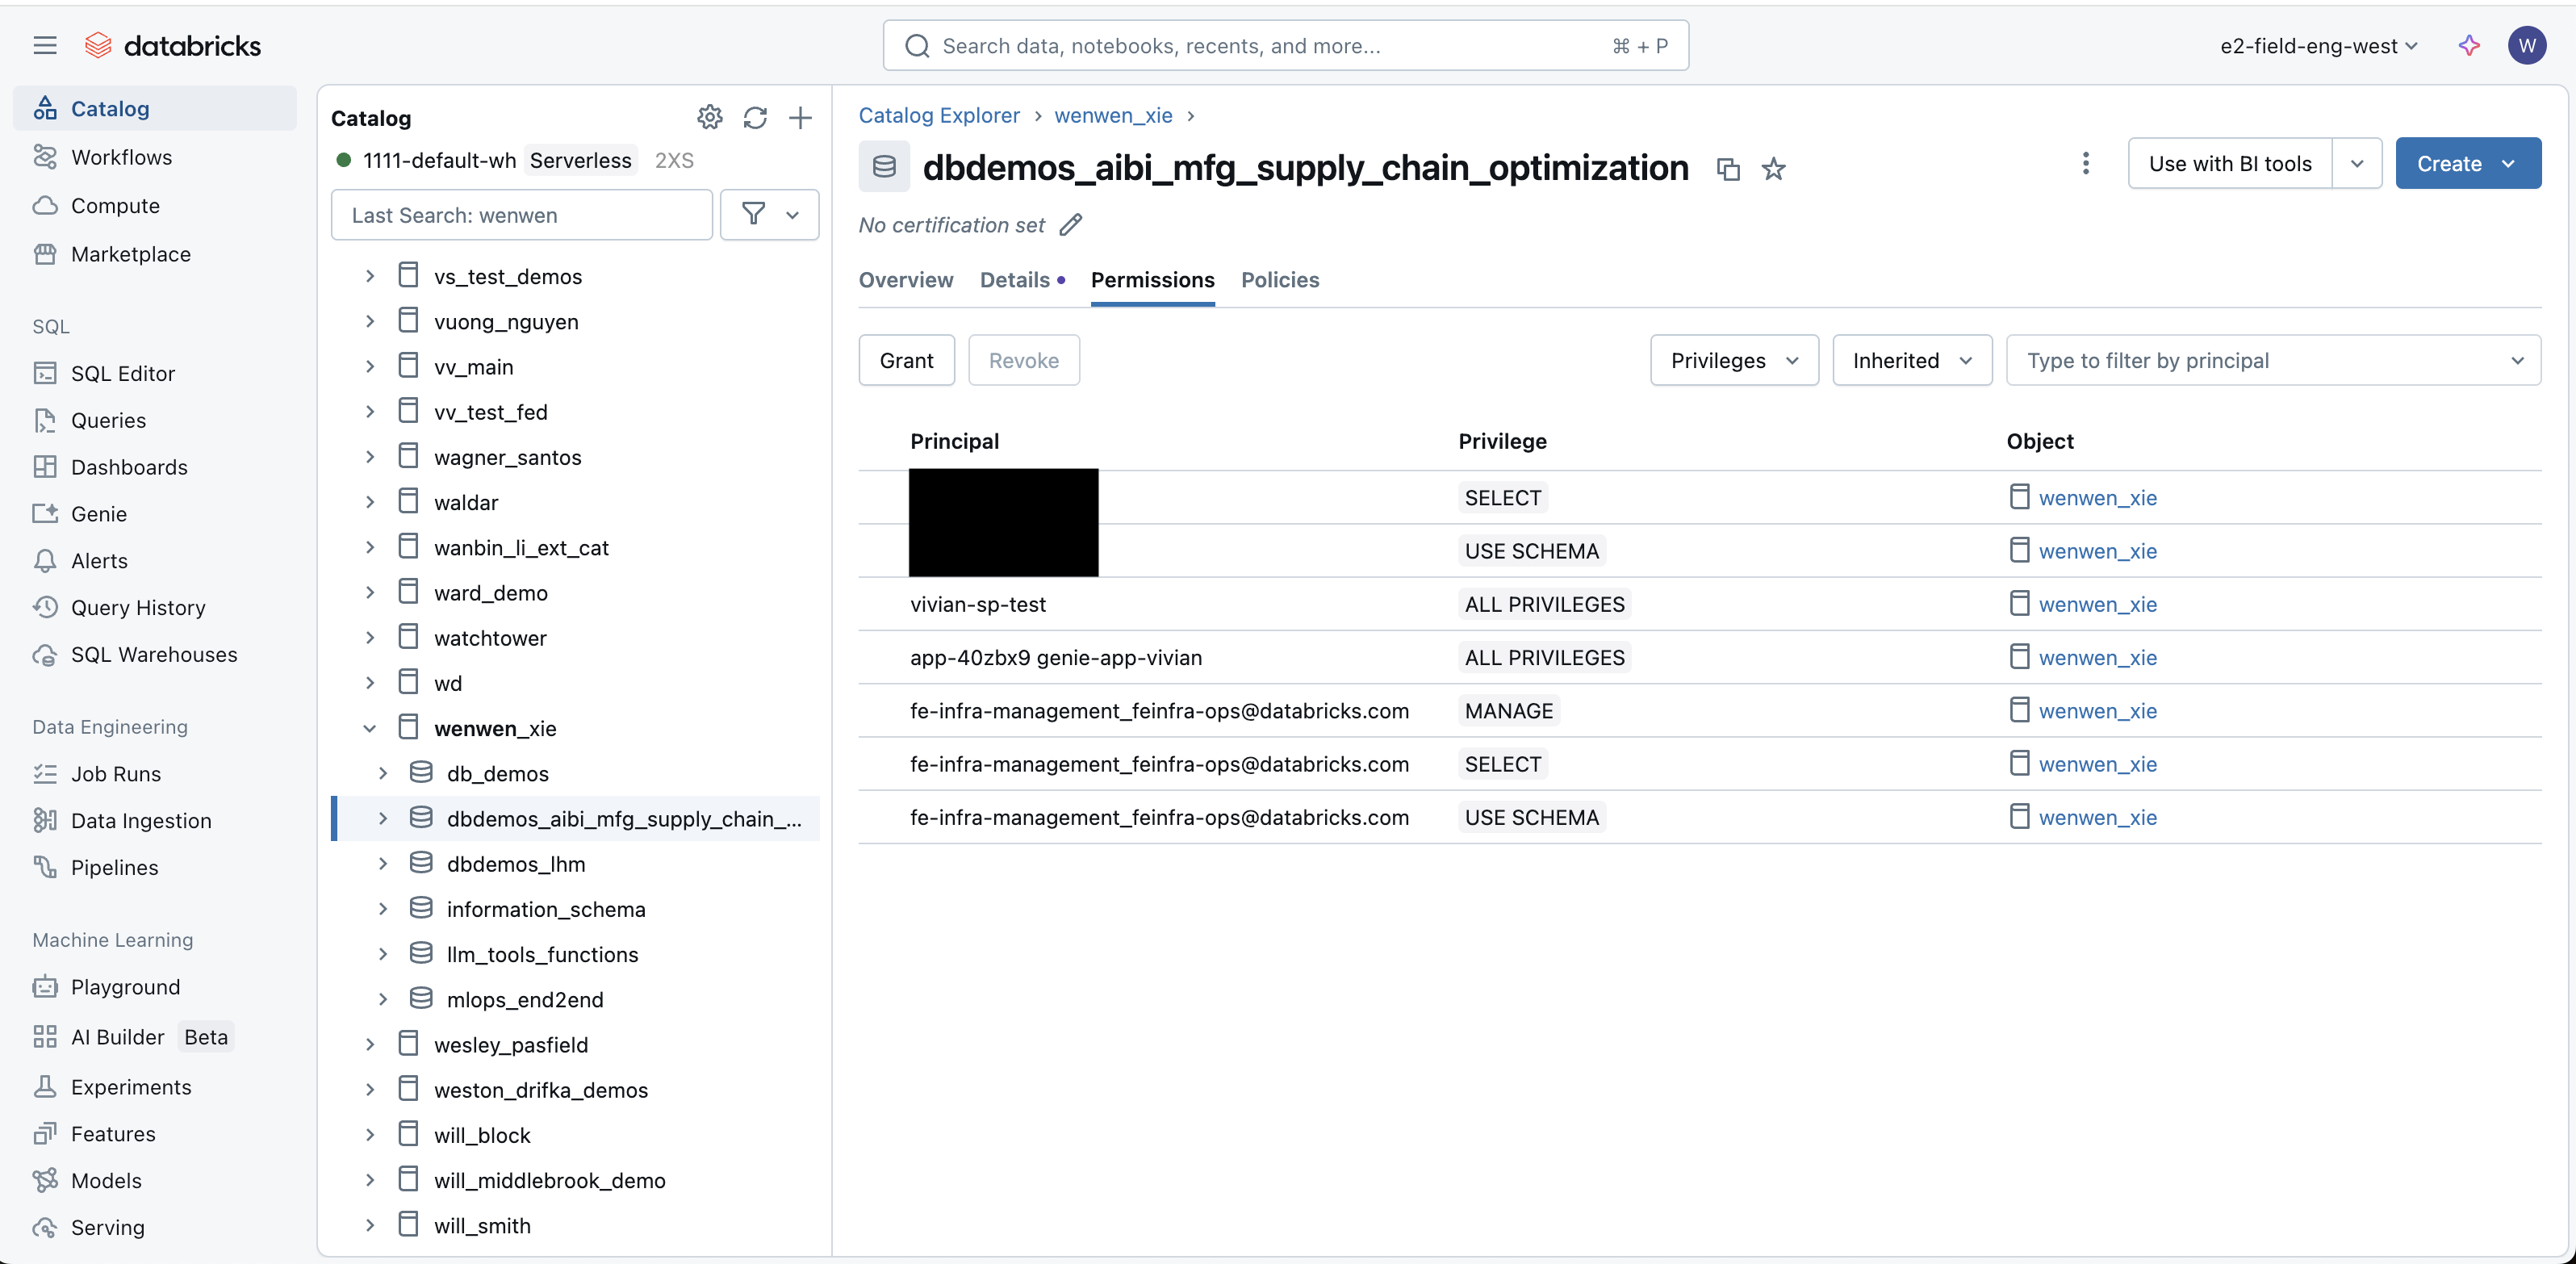 databricks
Search data, notebooks, recents, and more...
⌘ + P
e2-field-eng-west
W
Catalog
Workflows
Compute
Marketplace
SQL
SQL Editor
Queries
Dashboards
Genie
Alerts
Query History
SQL Warehouses
Data Engineering
Job Runs
Data Ingestion
Pipelines
Machine Learning
Playground
AI Builder Beta
Experiments
Features
Models
Serving
Catalog
1111-default-wh Serverless 2XS
Last Search: wenwen
vs_test_demos
vuong_nguyen
vv_main
vv_test_fed
wagner_santos
waldar
wanbin_li_ext_cat
ward_demo
watchtower
wd
wenwen_xie
db_demos
dbdemos_aibi_mfg_supply_chain_...
dbdemos_lhm
information_schema
llm_tools_functions
mlops_end2end
wesley_pasfield
weston_drifka_demos
will_block
will_middlebrook_demo
will_smith
Catalog Explorer > wenwen_xie >
dbdemos_aibi_mfg_supply_chain_optimization
Use with BI tools
Create
No certification set
Overview Details Permissions Policies
Grant Revoke
Privileges Inherited Type to filter by principal
Principal Privilege Object
SELECT wenwen_xie
USE SCHEMA wenwen_xie
vivian-sp-test ALL PRIVILEGES wenwen_xie
app-40zbx9 genie-app-vivian ALL PRIVILEGES wenwen_xie
fe-infra-management_feinfra-ops@databricks.com MANAGE wenwen_xie
fe-infra-management_feinfra-ops@databricks.com SELECT wenwen_xie
fe-infra-management_feinfra-ops@databricks.com USE SCHEMA wenwen_xie